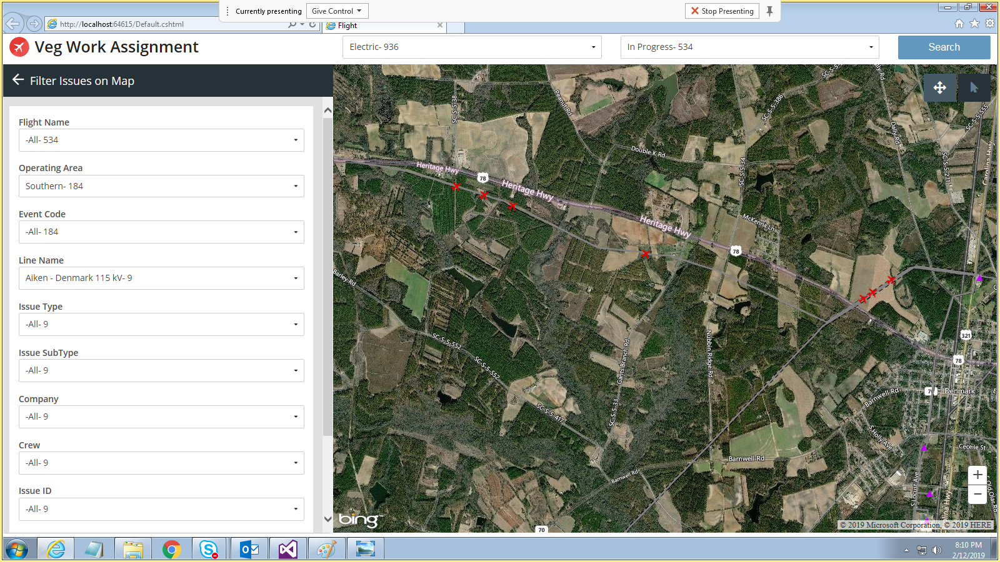 Currently presenting
Give Control
Stop Presenting
http://localhost:64615/Default.cshtml
Flight
Veg Work Assignment
Electric- 936
In Progress- 534
Search
Filter Issues on Map
Flight Name
-All- 534
Operating Area
Southern- 184
Event Code
-All- 184
Line Name
Aiken - Denmark 115 kV- 9
Issue Type
-All- 9
Issue SubType
-All- 9
Company
-All- 9
Crew
-All- 9
Issue ID
-All- 9
SC-S-5-38
Peanut Rd
SC-S-5-386
Dally Rd
SC-S-5-555
Double K Rd
SC-S-5-34
SC-S-5-271
Carolina Hwy
Heritage Hwy
78
Heritage Hwy
Heritage Hwy
McKenna Ln
78
Barley Rd
SC-S-5-552
SC-S-5-552
Gants Branch Rd
Nubbin Ridge Rd
321
78
Denmark
Barnwell Rd
SC-S-5-417
SC-S-5-33
S Holly Ave
Ceceile St
Barnwell Rd
Barnwell Rd
S Locust Ave
70
bing
© 2019 Microsoft Corporation, © 2019 HERE
8:10 PM
2/12/2019